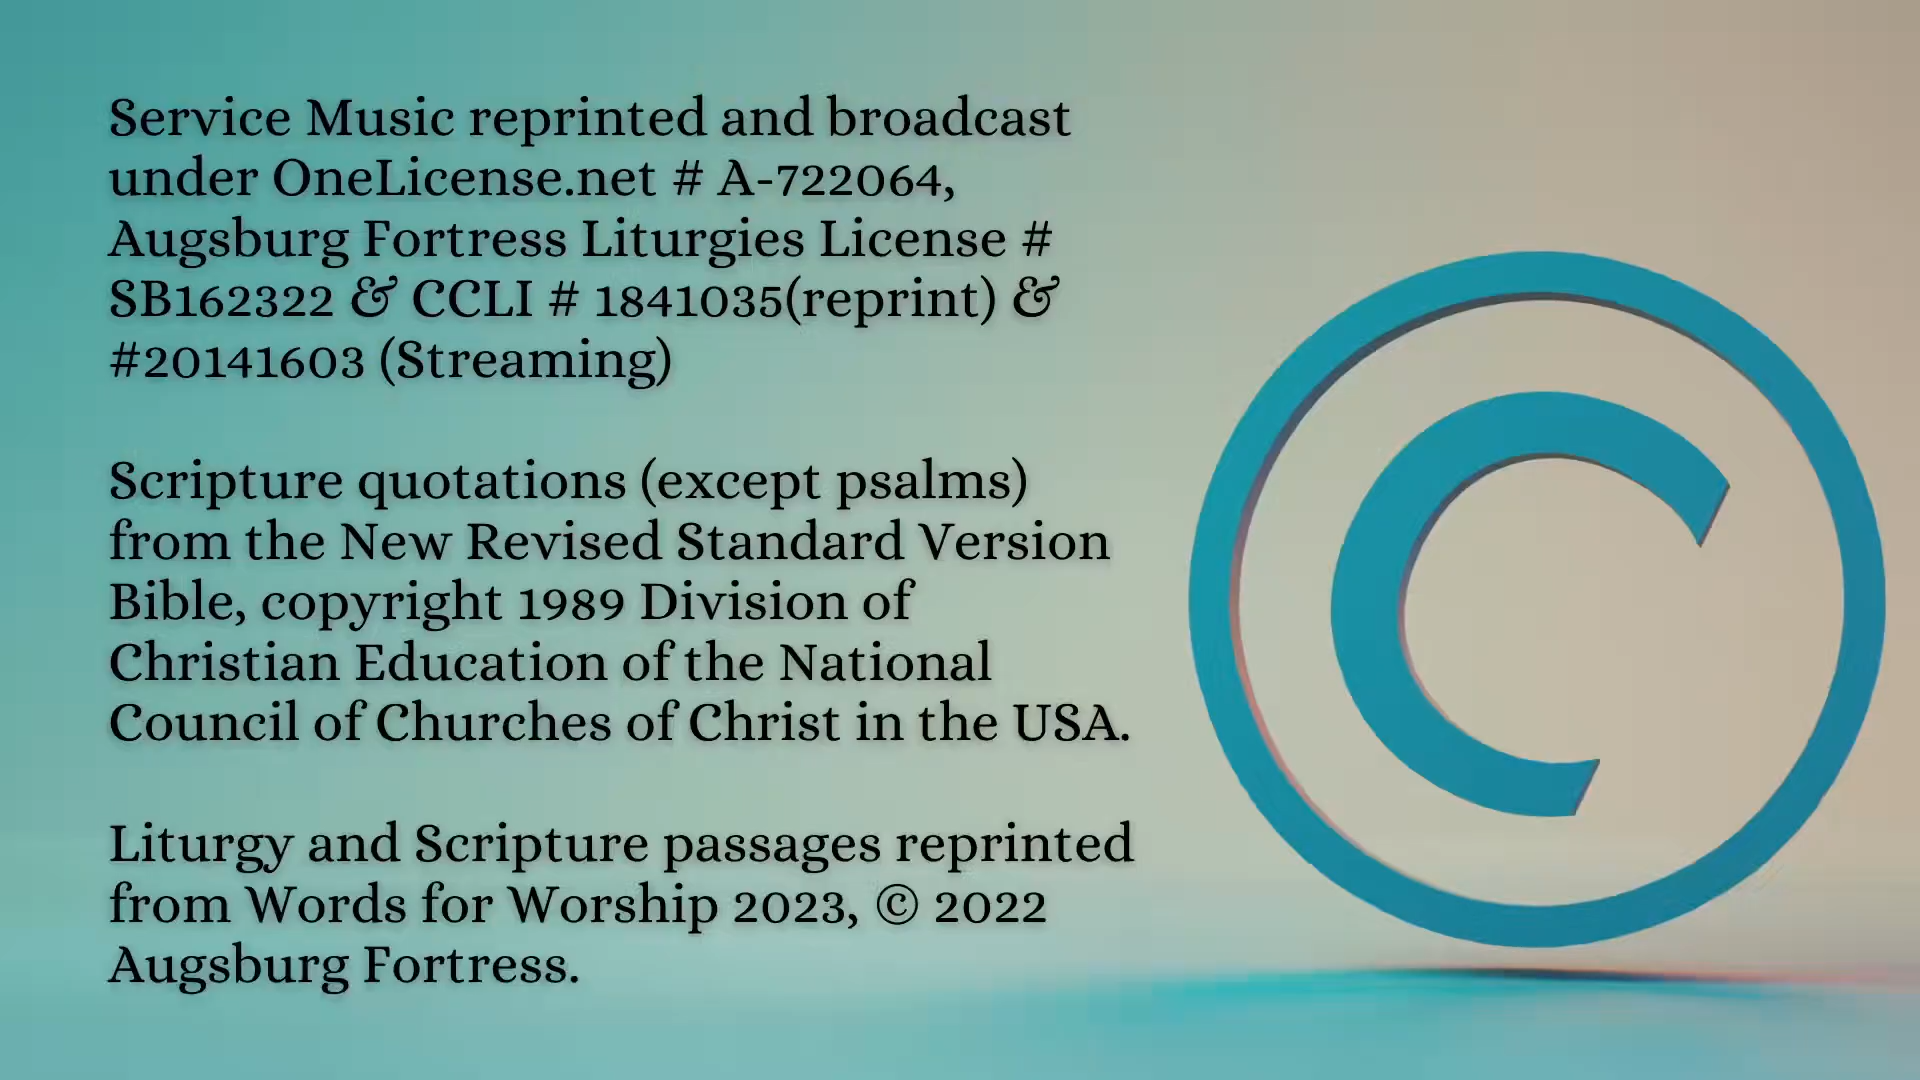 Service Music reprinted and broadcast
under OneLicense.net # A-722064,
Augsburg Fortress Liturgies License #
SB162322 & CCLI # 1841035(reprint) &
#20141603 (Streaming)
Scripture quotations (except psalms)
from the New Revised Standard Version
Bible, copyright 1989 Division of
Christian Education of the National
Council of Churches of Christ in the USA.
Liturgy and Scripture passages reprinted
from Words for Worship 2023, © 2022
Augsburg Fortress.